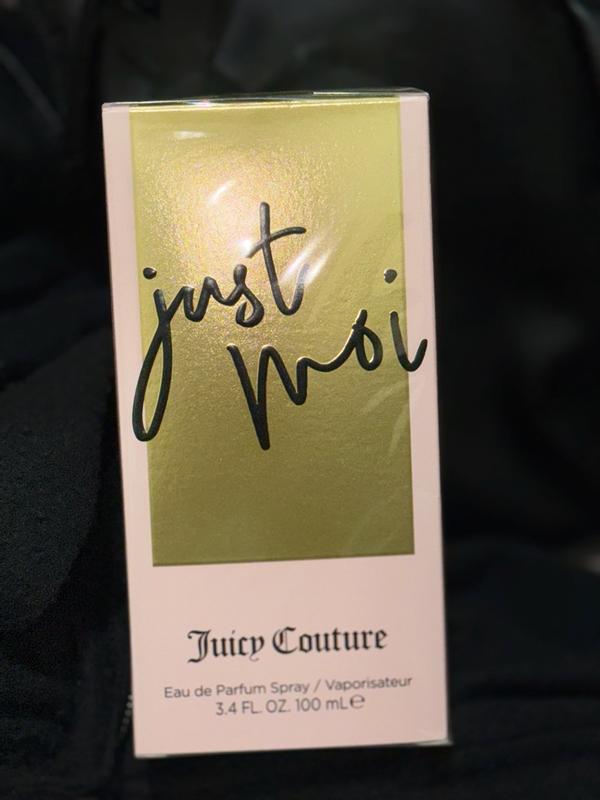 just
moi
Juicy Couture
Eau de Parfum Spray / Vaporisateur
3.4 FL. OZ. 100 mL℮